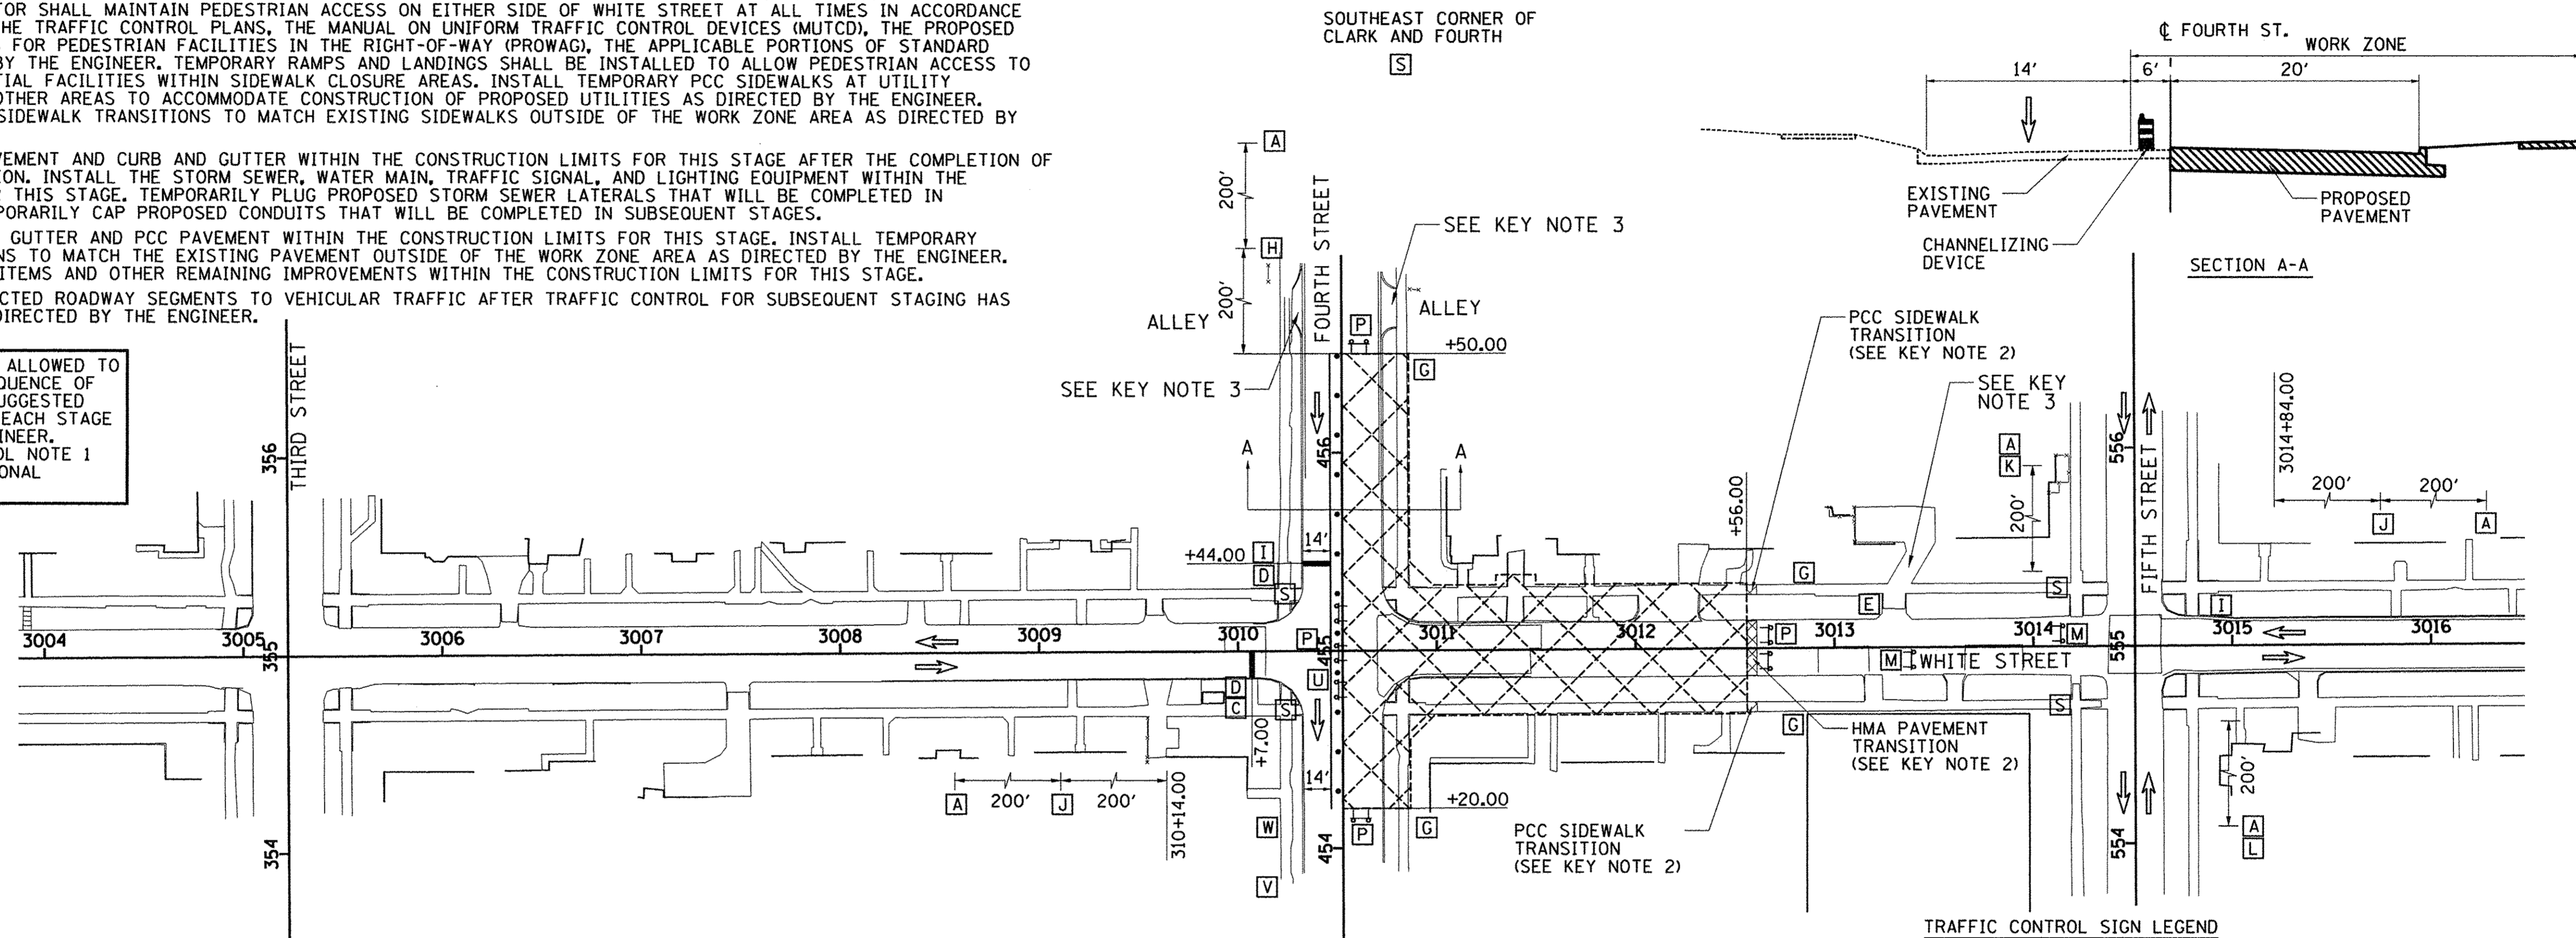 TOR SHALL MAINTAIN PEDESTRIAN ACCESS ON EITHER SIDE OF WHITE STREET AT ALL TIMES IN ACCORDANCE
THE TRAFFIC CONTROL PLANS, THE MANUAL ON UNIFORM TRAFFIC CONTROL DEVICES (MUTCD), THE PROPOSED
FOR PEDESTRIAN FACILITIES IN THE RIGHT-OF-WAY (PROWAG), THE APPLICABLE PORTIONS OF STANDARD
BY THE ENGINEER. TEMPORARY RAMPS AND LANDINGS SHALL BE INSTALLED TO ALLOW PEDESTRIAN ACCESS TO
TIAL FACILITIES WITHIN SIDEWALK CLOSURE AREAS. INSTALL TEMPORARY PCC SIDEWALKS AT UTILITY
OTHER AREAS TO ACCOMMODATE CONSTRUCTION OF PROPOSED UTILITIES AS DIRECTED BY THE ENGINEER.
SIDEWALK TRANSITIONS TO MATCH EXISTING SIDEWALKS OUTSIDE OF THE WORK ZONE AREA AS DIRECTED BY
VEMENT AND CURB AND GUTTER WITHIN THE CONSTRUCTION LIMITS FOR THIS STAGE AFTER THE COMPLETION OF
ION. INSTALL THE STORM SEWER, WATER MAIN, TRAFFIC SIGNAL, AND LIGHTING EQUIPMENT WITHIN THE
THIS STAGE. TEMPORARILY PLUG PROPOSED STORM SEWER LATERALS THAT WILL BE COMPLETED IN
PORARILY CAP PROPOSED CONDUITS THAT WILL BE COMPLETED IN SUBSEQUENT STAGES.
GUTTER AND PCC PAVEMENT WITHIN THE CONSTRUCTION LIMITS FOR THIS STAGE. INSTALL TEMPORARY
NS TO MATCH THE EXISTING PAVEMENT OUTSIDE OF THE WORK ZONE AREA AS DIRECTED BY THE ENGINEER.
ITEMS AND OTHER REMAINING IMPROVEMENTS WITHIN THE CONSTRUCTION LIMITS FOR THIS STAGE.
CTED ROADWAY SEGMENTS TO VEHICULAR TRAFFIC AFTER TRAFFIC CONTROL FOR SUBSEQUENT STAGING HAS
DIRECTED BY THE ENGINEER.
ALLOWED TO
QUENCE OF
UGGESTED
EACH STAGE
INEER.
OL NOTE 1
ONAL
SOUTHEAST CORNER OF
CLARK AND FOURTH
S
℄ FOURTH ST.
WORK ZONE
14'
6'
20'
EXISTING
PAVEMENT
CHANNELIZING
DEVICE
PROPOSED
PAVEMENT
SECTION A-A
A
200'
H
200'
ALLEY
FOURTH STREET
SEE KEY NOTE 3
ALLEY
P
+50.00
G
SEE KEY NOTE 3
PCC SIDEWALK
TRANSITION
(SEE KEY NOTE 2)
SEE KEY
NOTE 3
THIRD STREET
356
456
A
A
+56.00
A
K
200'
556
FIFTH STREET
3014+84.00
200'
200'
J
A
14'
+44.00
I
D
S
G
E
S
I
3004
3005
3006
3007
3008
3009
3010
3011
3012
3013
3014
3015
3016
355
455
555
P
P
M
M
WHITE STREET
U
D
C
S
G
S
+7.00
14'
HMA PAVEMENT
TRANSITION
(SEE KEY NOTE 2)
A
200'
J
200'
310+14.00
W
V
P
+20.00
G
354
454
554
PCC SIDEWALK
TRANSITION
(SEE KEY NOTE 2)
200'
A
L
TRAFFIC CONTROL SIGN LEGEND